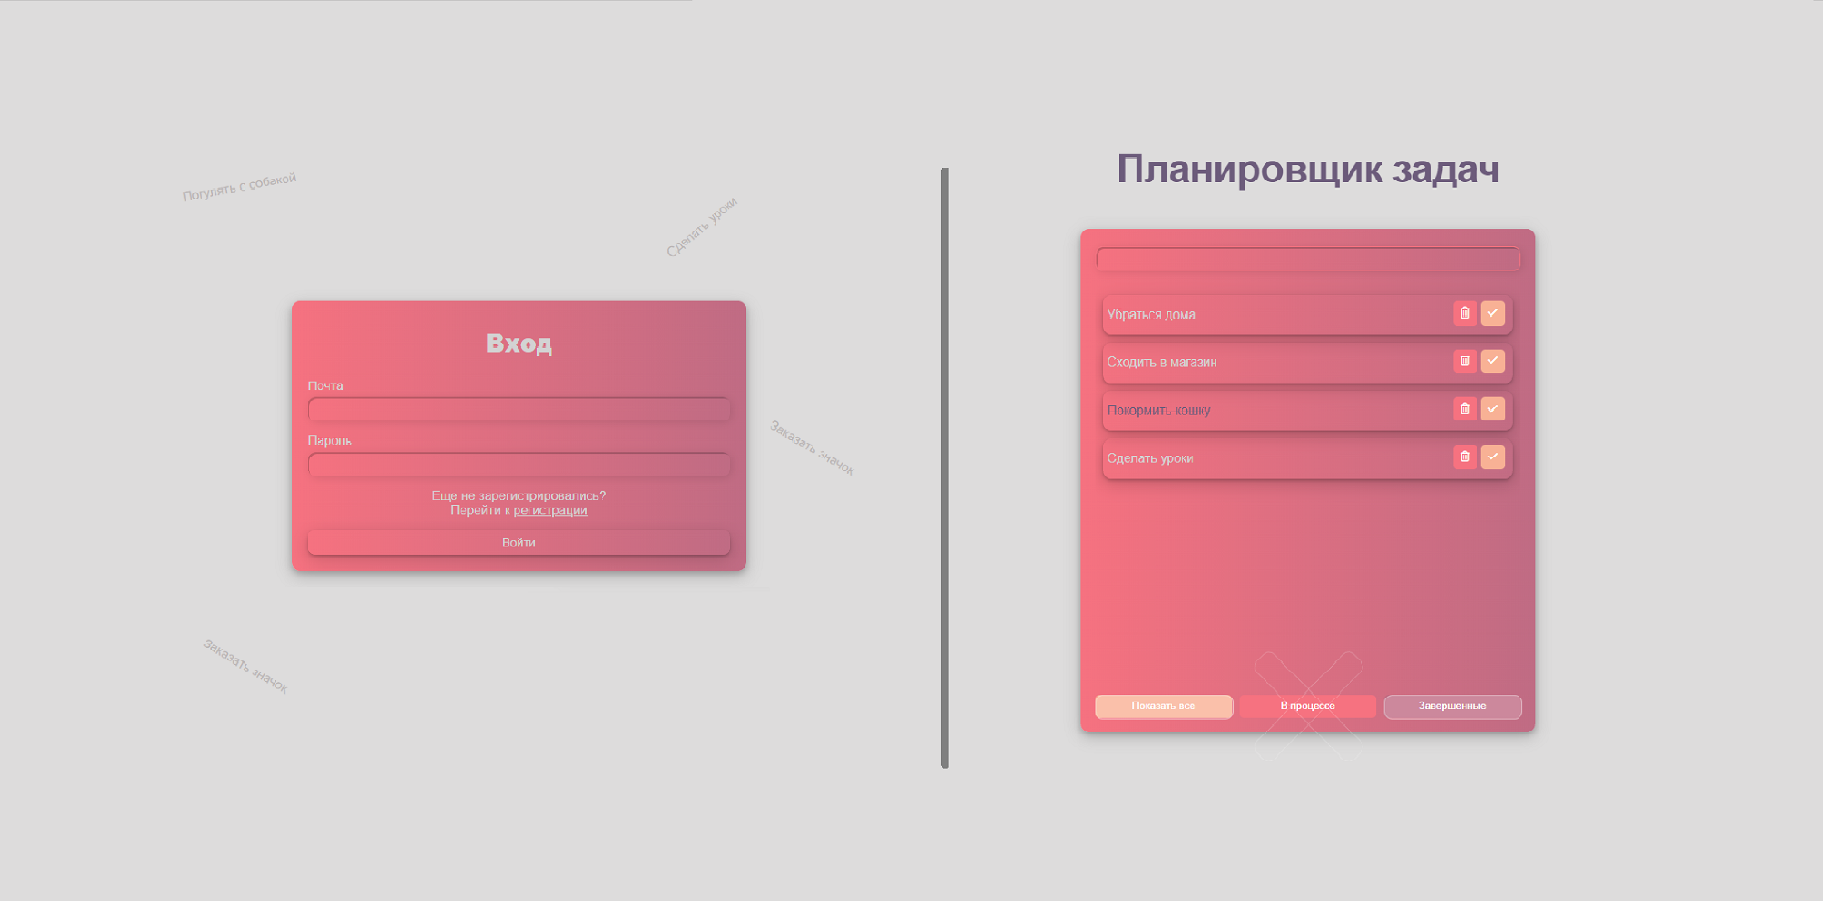 Погулять с собакой
Сделать уроки
Вход
Почта
Пароль
Еще не зарегистрировались?
Перейти к регистрации
Войти
Заказать значок
Заказать значок
Планировщик задач
Убраться дома
Сходить в магазин
Покормить кошку
Сделать уроки
Показать все
В процессе
Завершенные